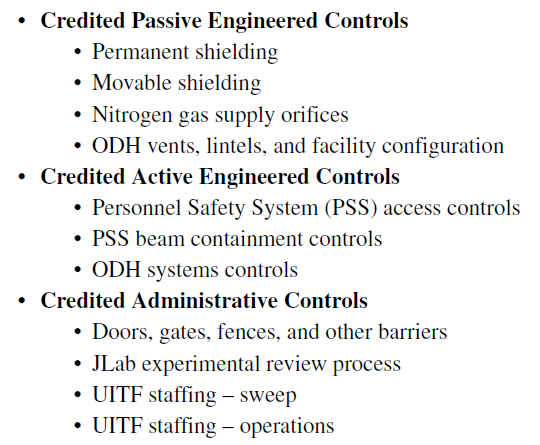 • Credited Passive Engineered Controls
• Permanent shielding
• Movable shielding
• Nitrogen gas supply orifices
• ODH vents, lintels, and facility configuration
• Credited Active Engineered Controls
• Personnel Safety System (PSS) access controls
• PSS beam containment controls
• ODH systems controls
• Credited Administrative Controls
• Doors, gates, fences, and other barriers
• JLab experimental review process
• UITF staffing – sweep
• UITF staffing – operations